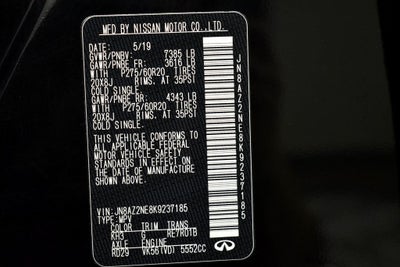 MFD BY NISSAN MOTOR CO.,LTD.
DATE: 5/19
GVWR/PNBV: 7385 LB
GAWR/PNBE FR: 3616 LB
WITH P275/60R20 TIRES
20X8J RIMS. AT 35PSI
COLD SINGLE.
GAWR/PNBE RR: 4343 LB
WITH P275/60R20 TIRES
20X8J RIMS. AT 35PSI
COLD SINGLE.
THIS VEHICLE CONFORMS TO
ALL APPLICABLE FEDERAL
MOTOR VEHICLE SAFETY
STANDARDS IN EFFECT ON
THE DATE OF MANUFACTURE
SHOWN ABOVE.
VIN: JN8AZ2NE8K9237185
TYPE: MPV
COLOR TRIM TRANS
KH3 G RE7R01B
AXLE ENGINE
RD29 VK56(VD) 5552CC
JN8AZ2NE8K9237185